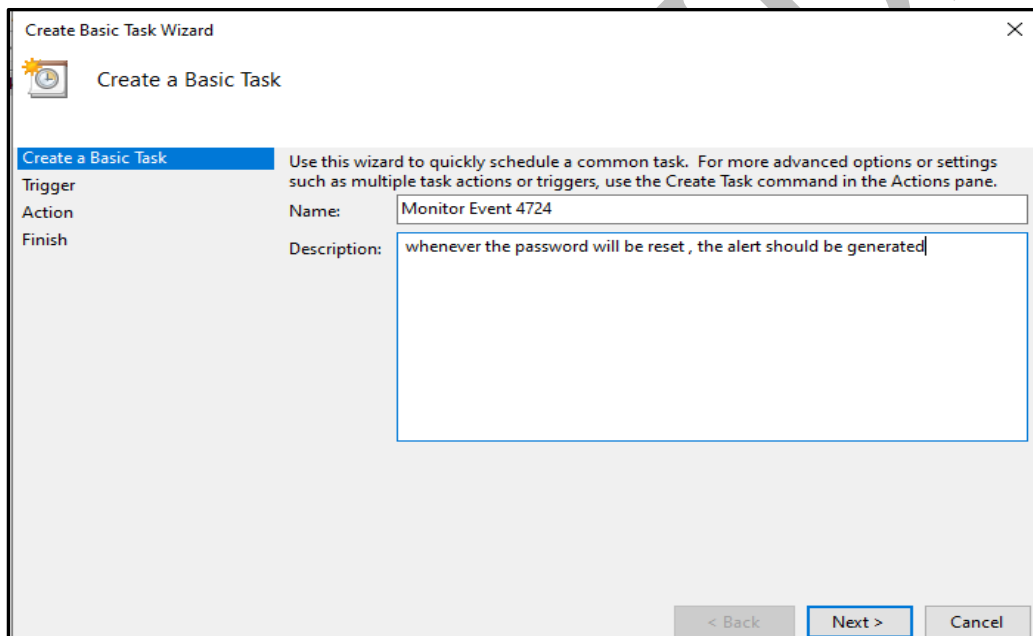 Create Basic Task Wizard
Create a Basic Task
Create a Basic Task
Trigger
Action
Finish
Use this wizard to quickly schedule a common task. For more advanced options or settings
such as multiple task actions or triggers, use the Create Task command in the Actions pane.
Name: Monitor Event 4724
Description: whenever the password will be reset , the alert should be generated
< Back Next > Cancel